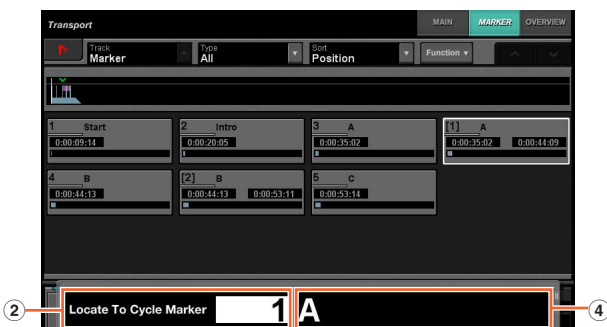 Transport
MAIN MARKER OVERVIEW
Track Marker
Type All
Sort Position
Function
1 Start
0:00:09:14
2 Intro
0:00:20:05
3 A
0:00:35:02
[1] A
0:00:35:02 0:00:44:09
4 B
0:00:44:13
[2] B
0:00:44:13 0:00:53:11
5 C
0:00:53:14
2 Locate To Cycle Marker 1 A 4